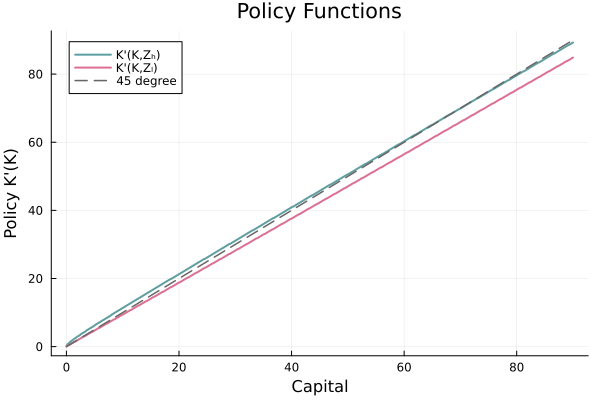 Policy Functions
K'(K,Zₕ)
K'(K,Zₗ)
45 degree
Policy K'(K)
80
60
40
20
0
0 20 40 60 80
Capital